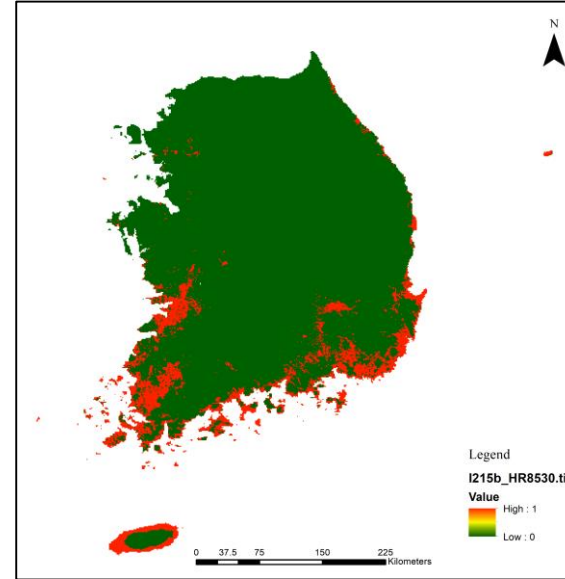 N
Legend
I215b_HR8530.ti
Value
High : 1
Low : 0
0 37.5 75 150 225
Kilometers